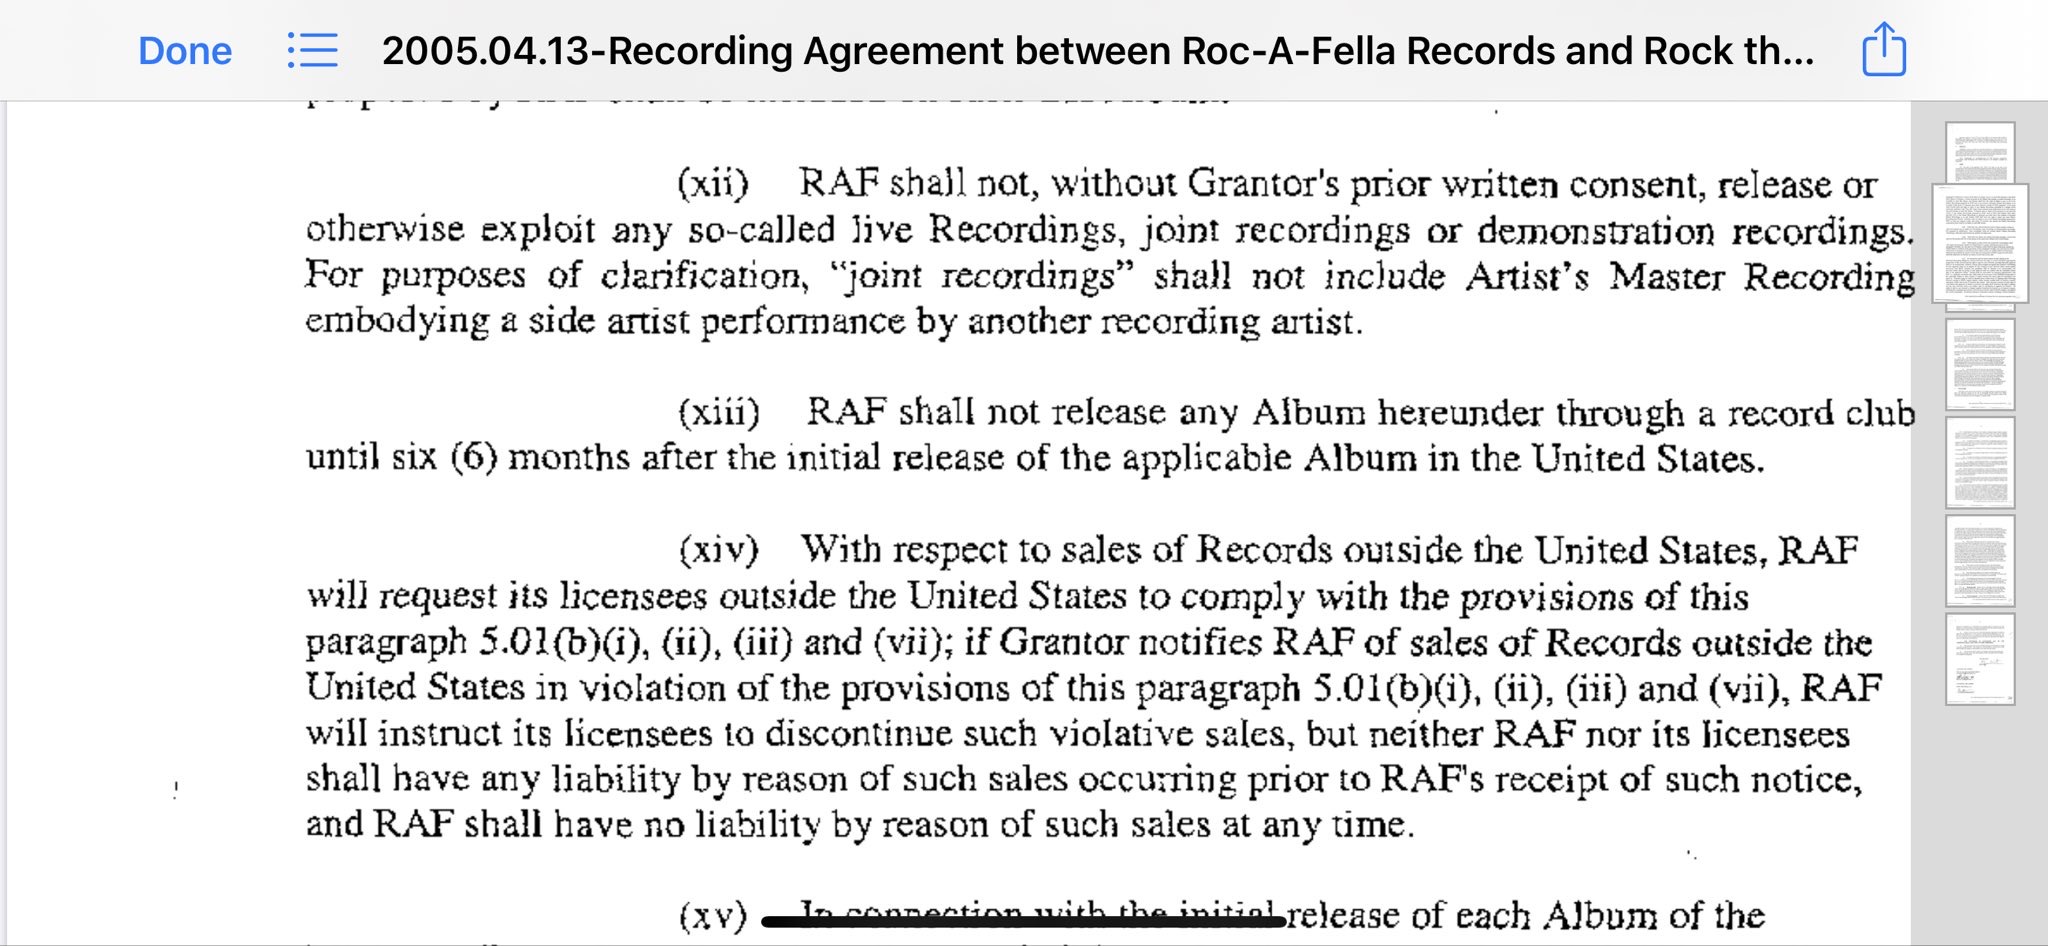 Done
2005.04.13-Recording Agreement between Roc-A-Fella Records and Rock th...
(xii) RAF shall not, without Grantor's prior written consent, release or
otherwise exploit any so-called live Recordings, joint recordings or demonstration recordings.
For purposes of clarification, “joint recordings” shall not include Artist’s Master Recording
embodying a side artist performance by another recording artist.
(xiii) RAF shall not release any Album hereunder through a record club
until six (6) months after the initial release of the applicable Album in the United States.
(xiv) With respect to sales of Records outside the United States, RAF
will request its licensees outside the United States to comply with the provisions of this
paragraph 5.01(b)(i), (ii), (iii) and (vii); if Grantor notifies RAF of sales of Records outside the
United States in violation of the provisions of this paragraph 5.01(b)(i), (ii), (iii) and (vii), RAF
will instruct its licensees to discontinue such violative sales, but neither RAF nor its licensees
shall have any liability by reason of such sales occurring prior to RAF's receipt of such notice,
and RAF shall have no liability by reason of such sales at any time.
(xv) In connection with the initial release of each Album of the